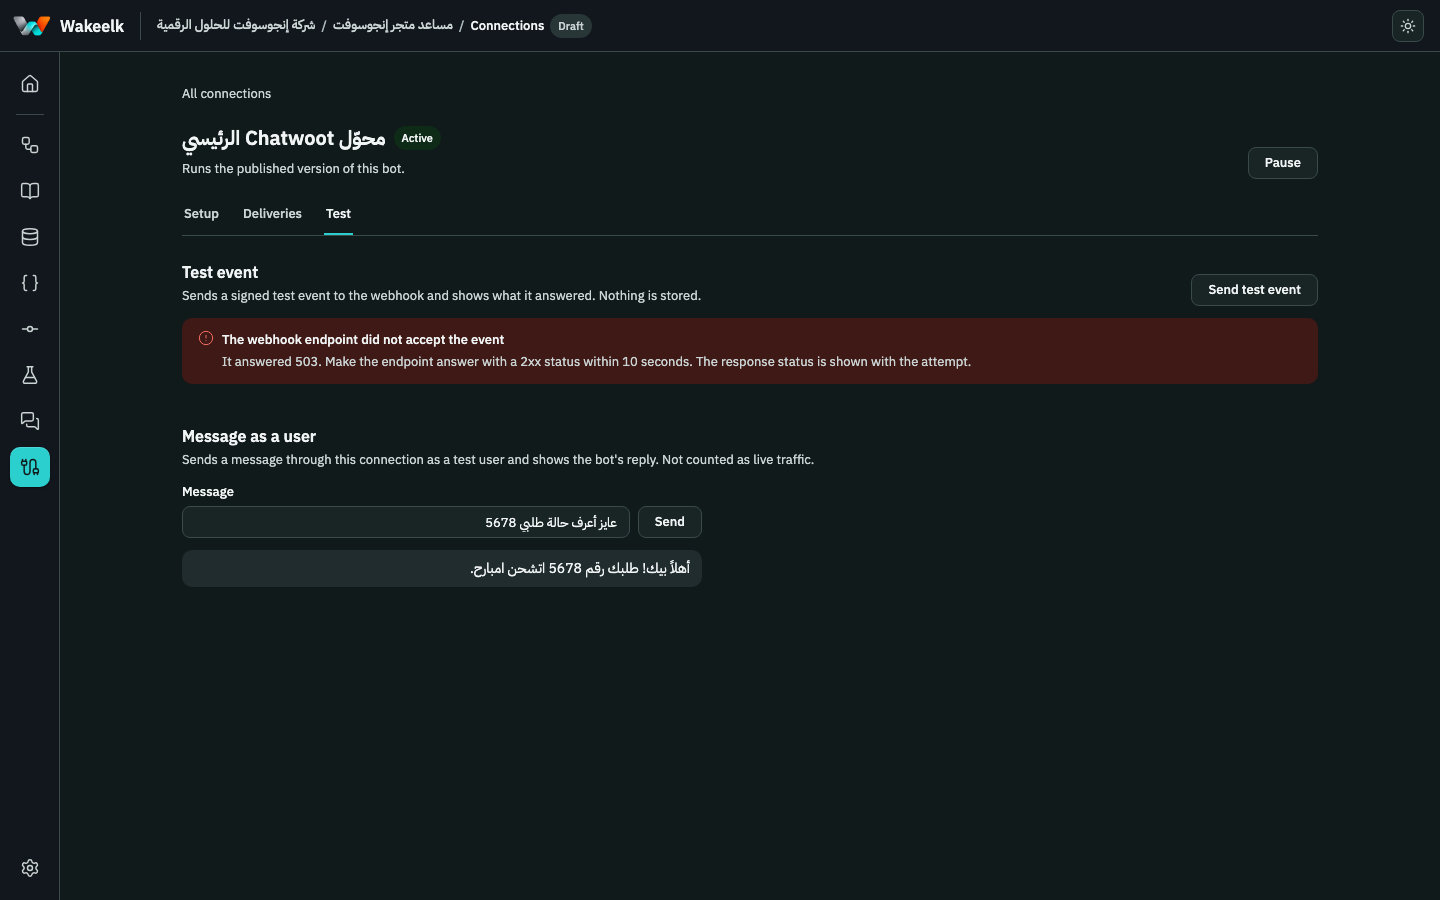 Wakeelk
شركة إنجوسوفت للحلول الرقمية / مساعد متجر إنجوسوفت / Connections Draft
All connections
محوّل Chatwoot الرئيسي Active
Runs the published version of this bot.
Pause
Setup Deliveries Test
Test event
Sends a signed test event to the webhook and shows what it answered. Nothing is stored.
Send test event
The webhook endpoint did not accept the event
It answered 503. Make the endpoint answer with a 2xx status within 10 seconds. The response status is shown with the attempt.
Message as a user
Sends a message through this connection as a test user and shows the bot's reply. Not counted as live traffic.
Message
عايز أعرف حالة طلبي 5678
Send
أهلاً بيك! طلبك رقم 5678 اتشحن امبارح.